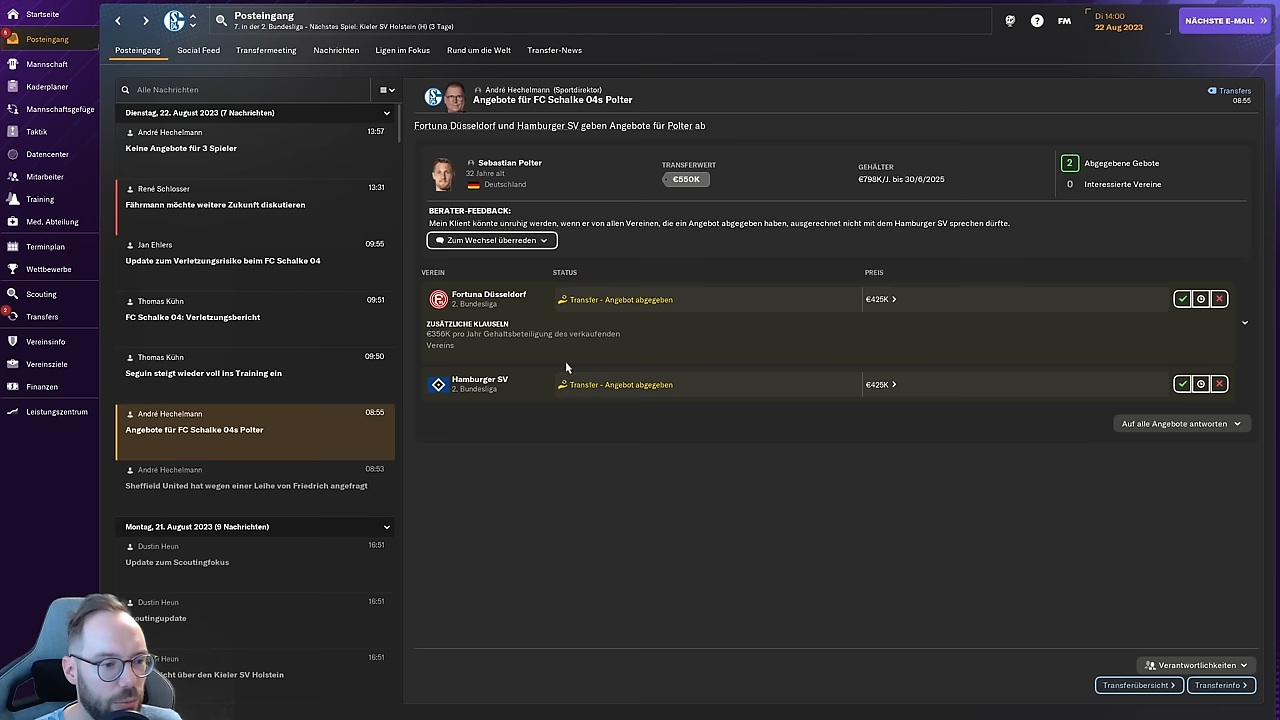 Startseite
Posteingang
Mannschaft
Kaderplaner
Mannschaftsgefüge
Taktik
Datencenter
Mitarbeiter
Training
Med. Abteilung
Terminplan
Wettbewerbe
Scouting
Transfers
Vereinsinfo
Vereinsziele
Finanzen
Leistungszentrum
6
2
Posteingang
7. in der 2. Bundesliga - Nächstes Spiel: Kieler SV Holstein (H) (3 Tage)
FM
Di 14:00
22 Aug 2023
NÄCHSTE E-MAIL
Posteingang Social Feed Transfermeeting Nachrichten Ligen im Fokus Rund um die Welt Transfer-News
Alle Nachrichten
Dienstag, 22. August 2023 (7 Nachrichten)
André Hechelmann 13:57
Keine Angebote für 3 Spieler
René Schlosser 13:31
Fährmann möchte weitere Zukunft diskutieren
Jan Ehlers 09:55
Update zum Verletzungsrisiko beim FC Schalke 04
Thomas Kühn 09:51
FC Schalke 04: Verletzungsbericht
Thomas Kühn 09:50
Seguin steigt wieder voll ins Training ein
André Hechelmann 08:55
Angebote für FC Schalke 04s Polter
André Hechelmann 08:53
Sheffield United hat wegen einer Leihe von Friedrich angefragt
Montag, 21. August 2023 (9 Nachrichten)
Dustin Heun 16:51
Update zum Scoutingfokus
Dustin Heun 16:51
outingupdate
Heun 16:51
icht über den Kieler SV Holstein
André Hechelmann (Sportdirektor)
Angebote für FC Schalke 04s Polter
Transfers
08:55
Fortuna Düsseldorf und Hamburger SV geben Angebote für Polter ab
Sebastian Polter
32 Jahre alt
Deutschland
TRANSFERWERT
€550K
GEHÄLTER
€798K/J. bis 30/6/2025
2 Abgegebene Gebote
0 Interessierte Vereine
BERATER-FEEDBACK:
Mein Klient könnte unruhig werden, wenn er von allen Vereinen, die ein Angebot abgegeben haben, ausgerechnet nicht mit dem Hamburger SV sprechen dürfte.
Zum Wechsel überreden
VEREIN STATUS PREIS
Fortuna Düsseldorf
2. Bundesliga
Transfer - Angebot abgegeben
€425K
ZUSÄTZLICHE KLAUSELN
€356K pro Jahr Gehaltsbeteiligung des verkaufenden
Vereins
Hamburger SV
2. Bundesliga
Transfer - Angebot abgegeben
€425K
Auf alle Angebote antworten
Verantwortlichkeiten
Transferübersicht
Transferinfo